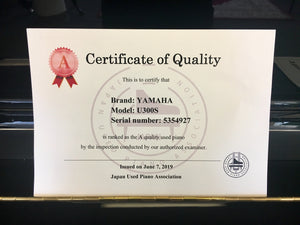 A
Certificate of Quality
This is to certify that
Brand: YAMAHA
Model: U300S
Serial number: 5354927
is ranked as the A quality used piano
by the inspection conducted by our authorized examiner.
Issued on June 7, 2019
Japan Used Piano Association